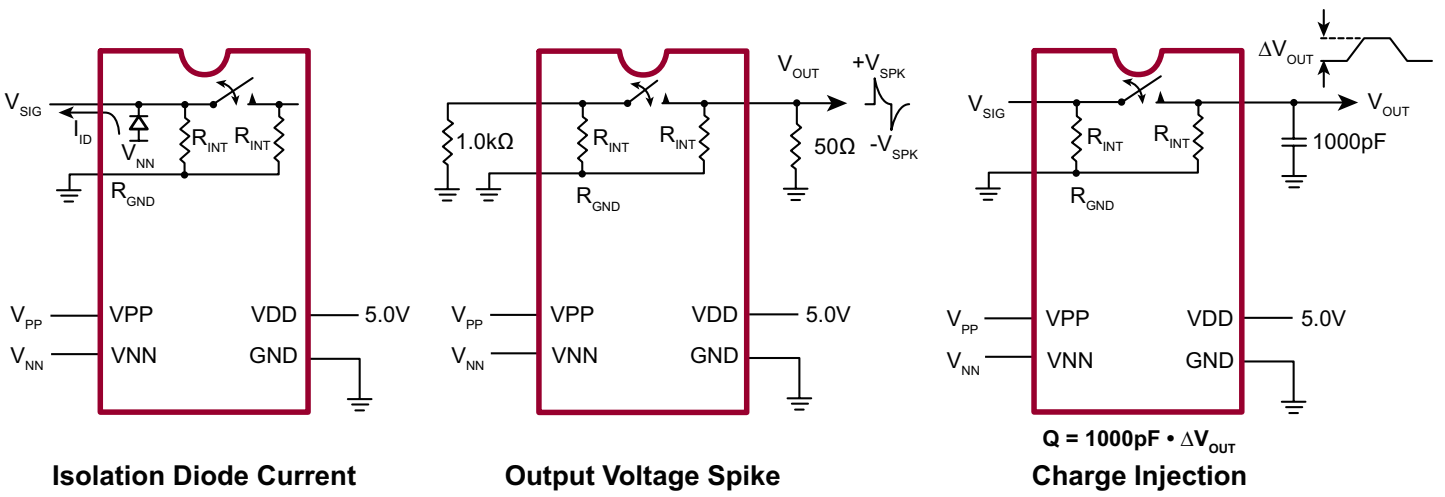 V_SIG
I_ID
V_NN
R_INT
R_INT
R_GND
V_PP
VPP
VDD
5.0V
V_NN
VNN
GND
Isolation Diode Current
V_OUT
+V_SPK
1.0kΩ
R_INT
R_INT
50Ω
-V_SPK
R_GND
V_PP
VPP
VDD
5.0V
V_NN
VNN
GND
Output Voltage Spike
ΔV_OUT
V_SIG
V_OUT
R_INT
R_INT
1000pF
R_GND
V_PP
VPP
VDD
5.0V
V_NN
VNN
GND
Q = 1000pF • ΔV_OUT
Charge Injection